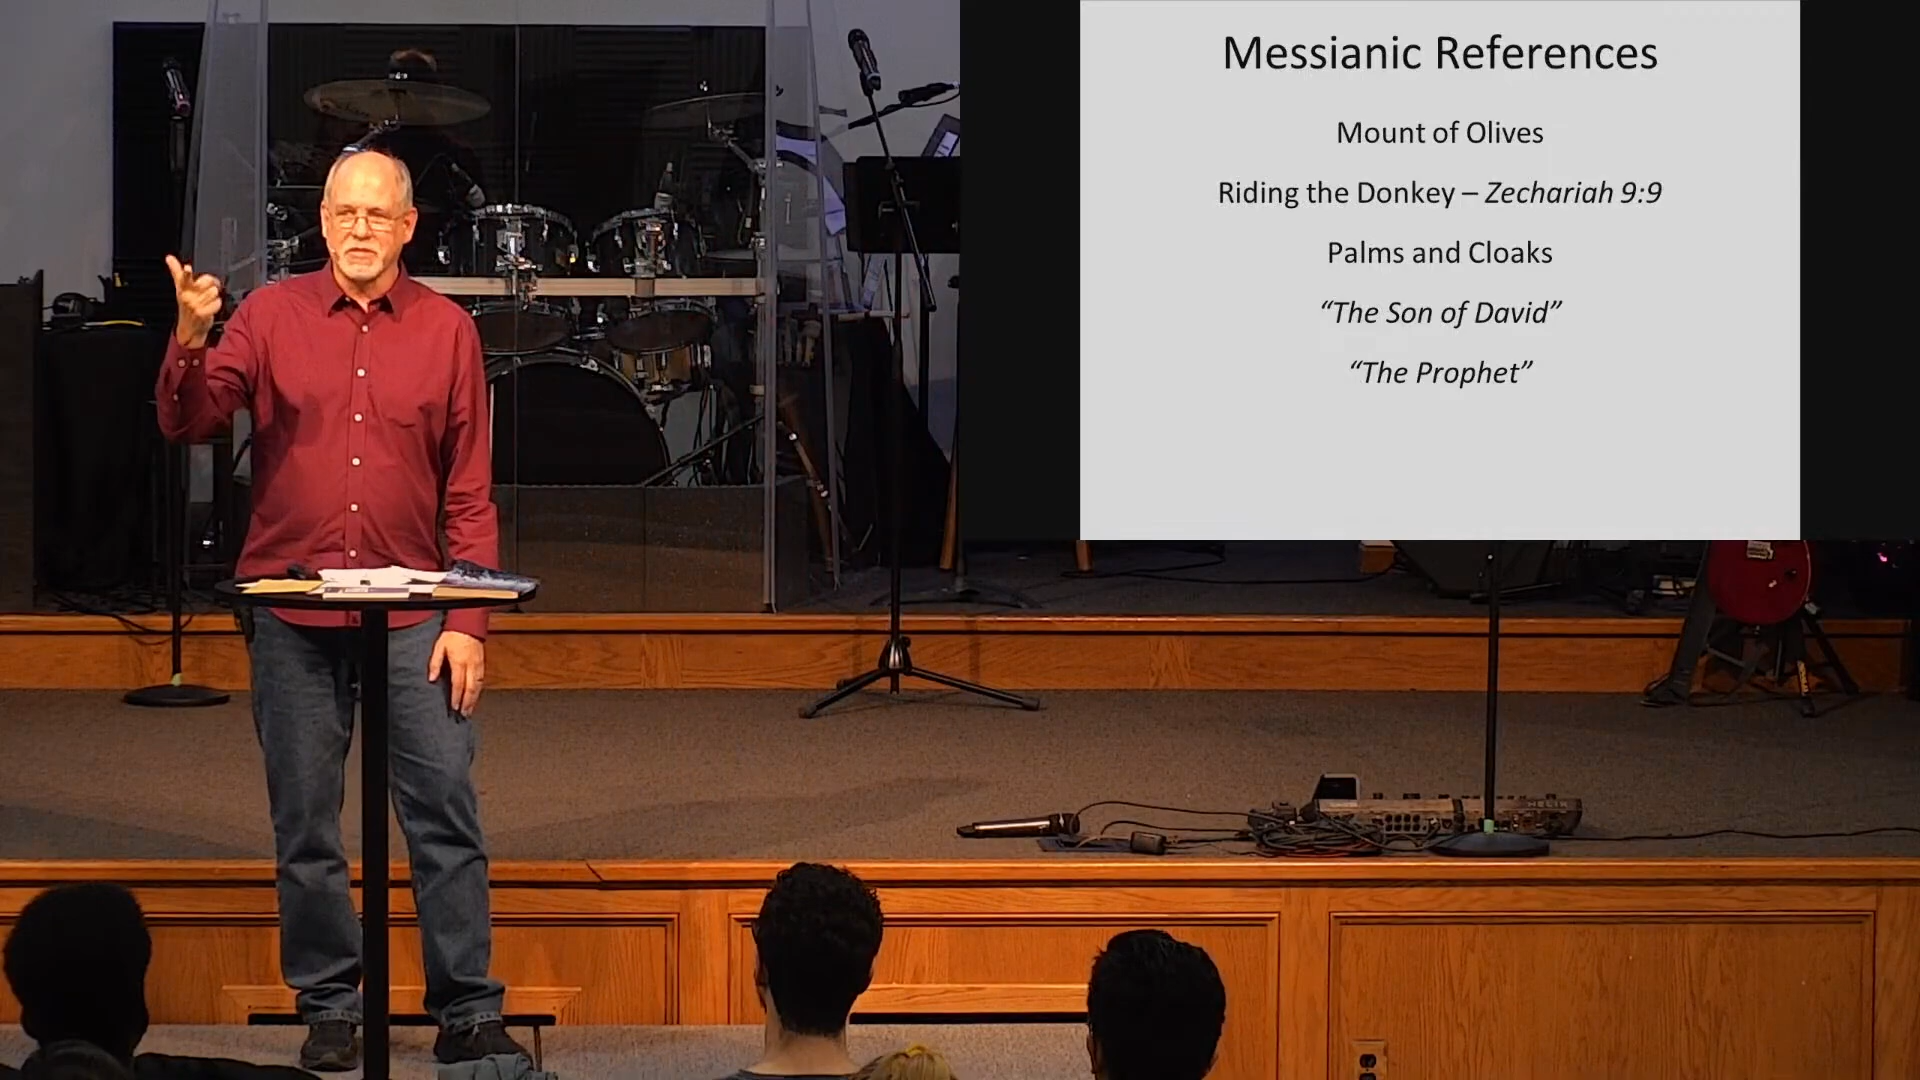 Messianic References
Mount of Olives
Riding the Donkey – Zechariah 9:9
Palms and Cloaks
“The Son of David”
“The Prophet”
HELIX